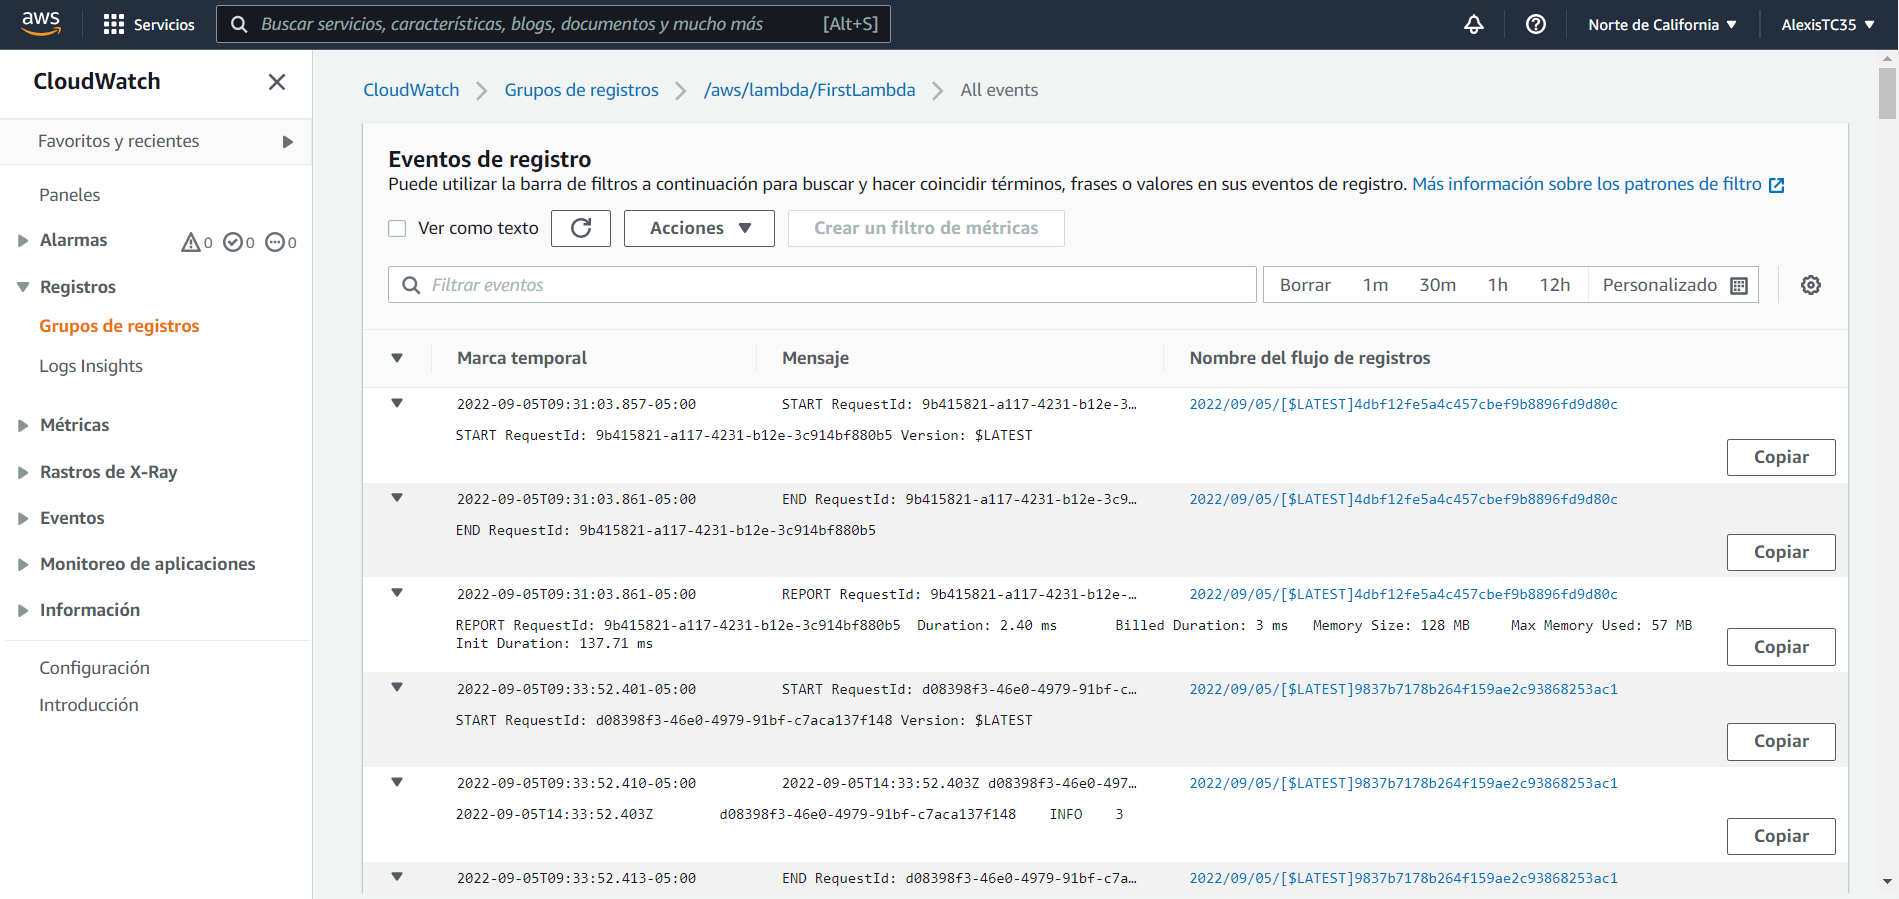 aws Servicios Buscar servicios, características, blogs, documentos y mucho más [Alt+S] Norte de California AlexisTC35
CloudWatch
Favoritos y recientes
Paneles
Alarmas 0 0 0
Registros
Grupos de registros
Logs Insights
Métricas
Rastros de X-Ray
Eventos
Monitoreo de aplicaciones
Información
Configuración
Introducción
CloudWatch Grupos de registros /aws/lambda/FirstLambda All events
Eventos de registro
Puede utilizar la barra de filtros a continuación para buscar y hacer coincidir términos, frases o valores en sus eventos de registro. Más información sobre los patrones de filtro
Ver como texto Acciones Crear un filtro de métricas
Filtrar eventos Borrar 1m 30m 1h 12h Personalizado
Marca temporal Mensaje Nombre del flujo de registros
2022-09-05T09:31:03.857-05:00 START RequestId: 9b415821-a117-4231-b12e-3… 2022/09/05/[$LATEST]4dbf12fe5a4c457cbef9b8896fd9d80c
START RequestId: 9b415821-a117-4231-b12e-3c914bf880b5 Version: $LATEST
Copiar
2022-09-05T09:31:03.861-05:00 END RequestId: 9b415821-a117-4231-b12e-3c9… 2022/09/05/[$LATEST]4dbf12fe5a4c457cbef9b8896fd9d80c
END RequestId: 9b415821-a117-4231-b12e-3c914bf880b5
Copiar
2022-09-05T09:31:03.861-05:00 REPORT RequestId: 9b415821-a117-4231-b12e-… 2022/09/05/[$LATEST]4dbf12fe5a4c457cbef9b8896fd9d80c
REPORT RequestId: 9b415821-a117-4231-b12e-3c914bf880b5 Duration: 2.40 ms Billed Duration: 3 ms Memory Size: 128 MB Max Memory Used: 57 MB
Init Duration: 137.71 ms
Copiar
2022-09-05T09:33:52.401-05:00 START RequestId: d08398f3-46e0-4979-91bf-c… 2022/09/05/[$LATEST]9837b7178b264f159ae2c93868253ac1
START RequestId: d08398f3-46e0-4979-91bf-c7aca137f148 Version: $LATEST
Copiar
2022-09-05T09:33:52.410-05:00 2022-09-05T14:33:52.403Z d08398f3-46e0-497… 2022/09/05/[$LATEST]9837b7178b264f159ae2c93868253ac1
2022-09-05T14:33:52.403Z d08398f3-46e0-4979-91bf-c7aca137f148 INFO 3
Copiar
2022-09-05T09:33:52.413-05:00 END RequestId: d08398f3-46e0-4979-91bf-c7a… 2022/09/05/[$LATEST]9837b7178b264f159ae2c93868253ac1